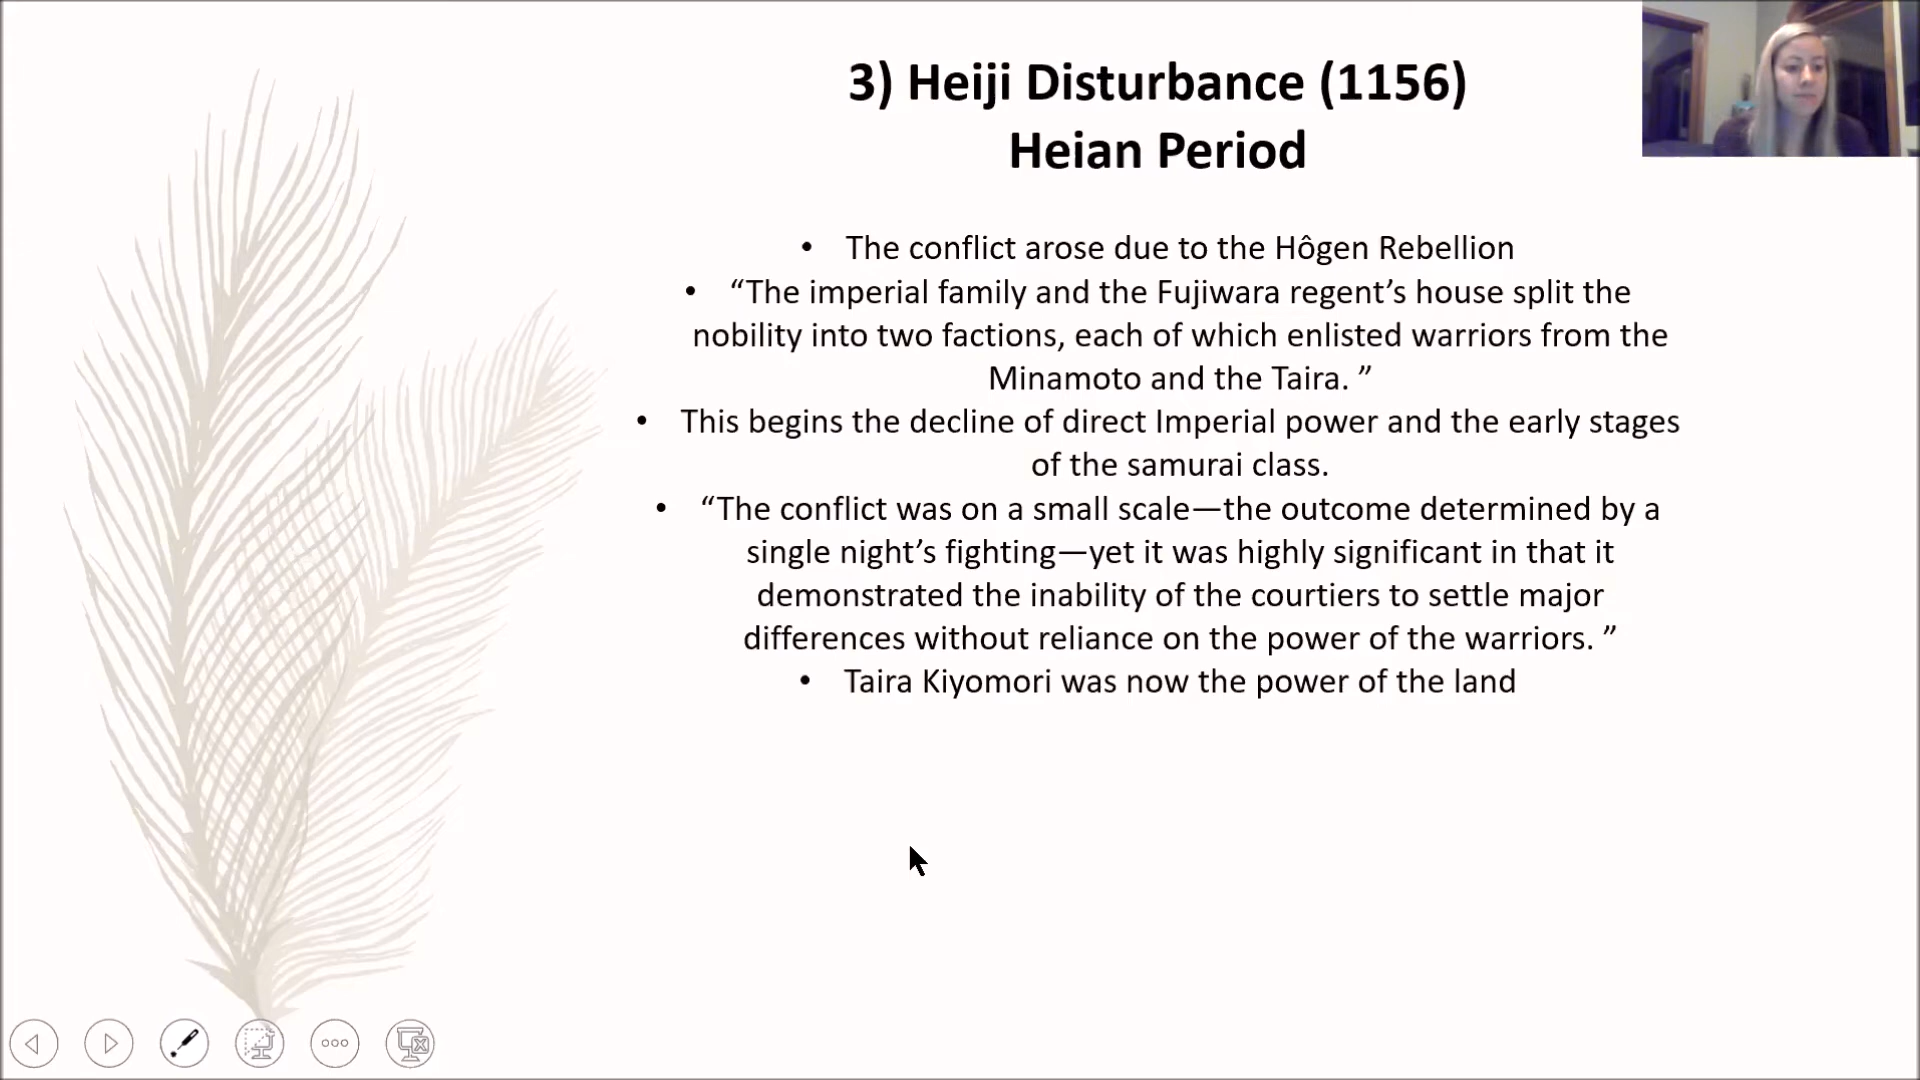 3) Heiji Disturbance (1156)
Heian Period
• The conflict arose due to the Hôgen Rebellion
• “The imperial family and the Fujiwara regent’s house split the
nobility into two factions, each of which enlisted warriors from the
Minamoto and the Taira. ”
• This begins the decline of direct Imperial power and the early stages
of the samurai class.
• “The conflict was on a small scale—the outcome determined by a
single night’s fighting—yet it was highly significant in that it
demonstrated the inability of the courtiers to settle major
differences without reliance on the power of the warriors. ”
• Taira Kiyomori was now the power of the land